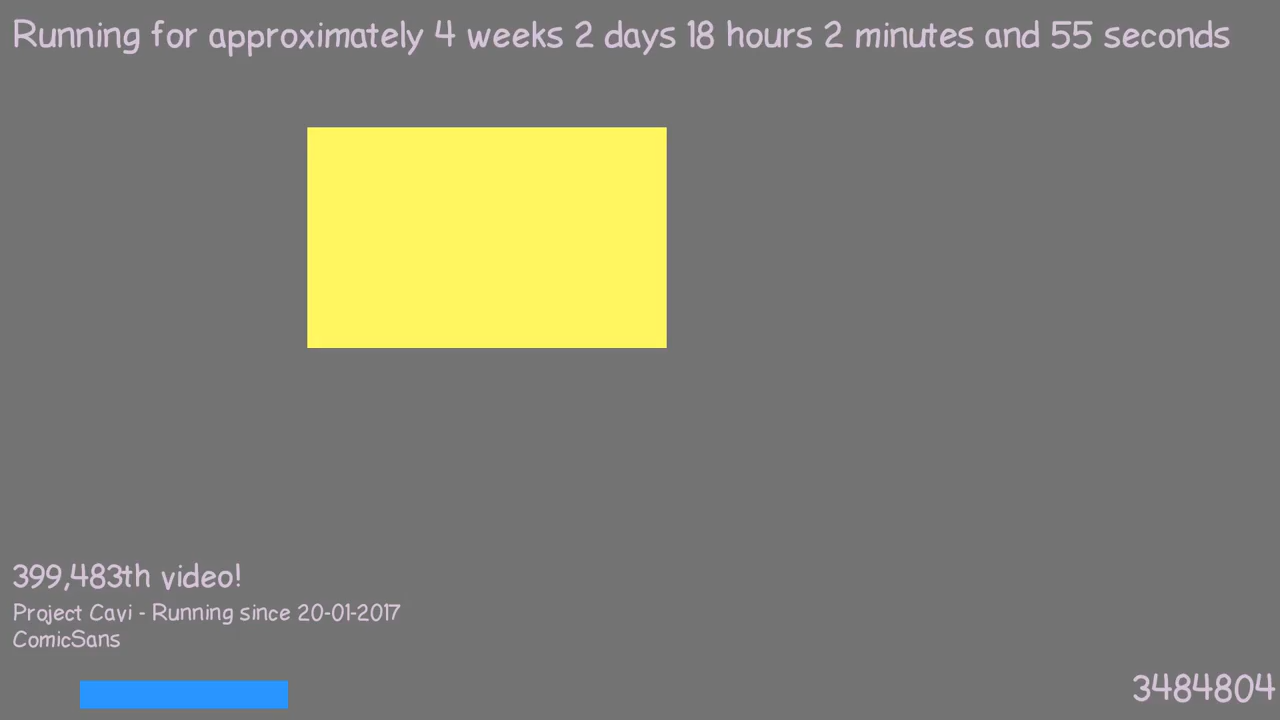 Running for approximately 4 weeks 2 days 18 hours 2 minutes and 55 seconds
399,483th video!
Project Cavi - Running since 20-01-2017
ComicSans
3484804